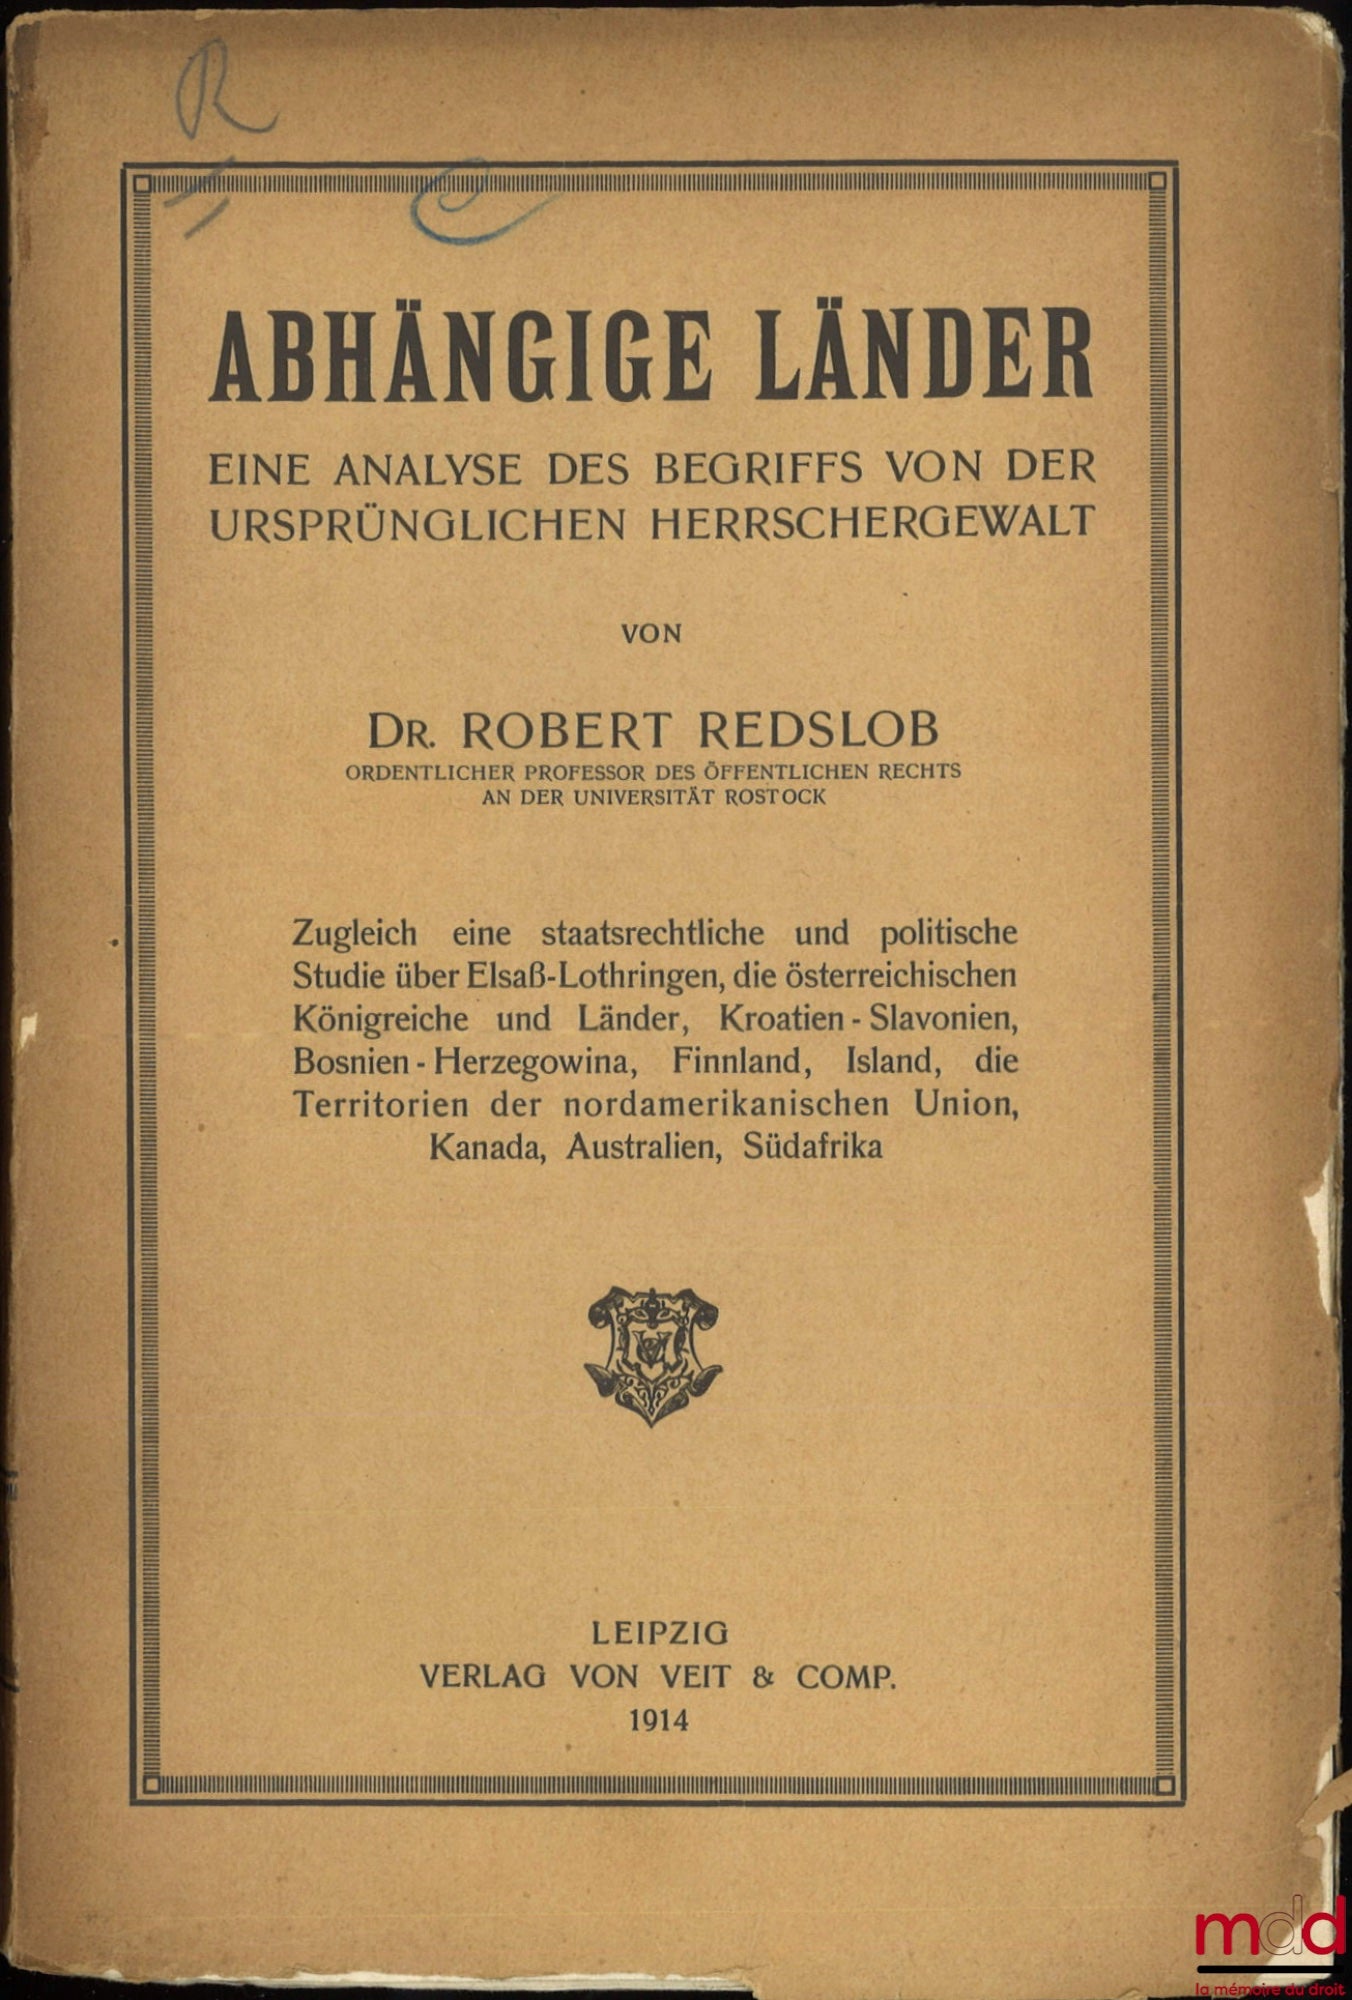 R
ABHÄNGIGE LÄNDER
EINE ANALYSE DES BEGRIFFS VON DER
URSPRÜNGLICHEN HERRSCHERGEWALT
VON
DR. ROBERT REDSLOB
ORDENTLICHER PROFESSOR DES ÖFFENTLICHEN RECHTS
AN DER UNIVERSITÄT ROSTOCK
Zugleich eine staatsrechtliche und politische
Studie über Elsaß-Lothringen, die österreichischen
Königreiche und Länder, Kroatien - Slavonien,
Bosnien - Herzegowina, Finnland, Island, die
Territorien der nordamerikanischen Union,
Kanada, Australien, Südafrika
LEIPZIG
VERLAG VON VEIT & COMP.
1914
mdd
la mémoire du droit